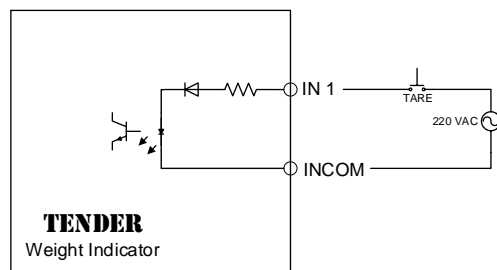 IN 1
TARE
220 VAC
INCOM
TENDER
Weight Indicator